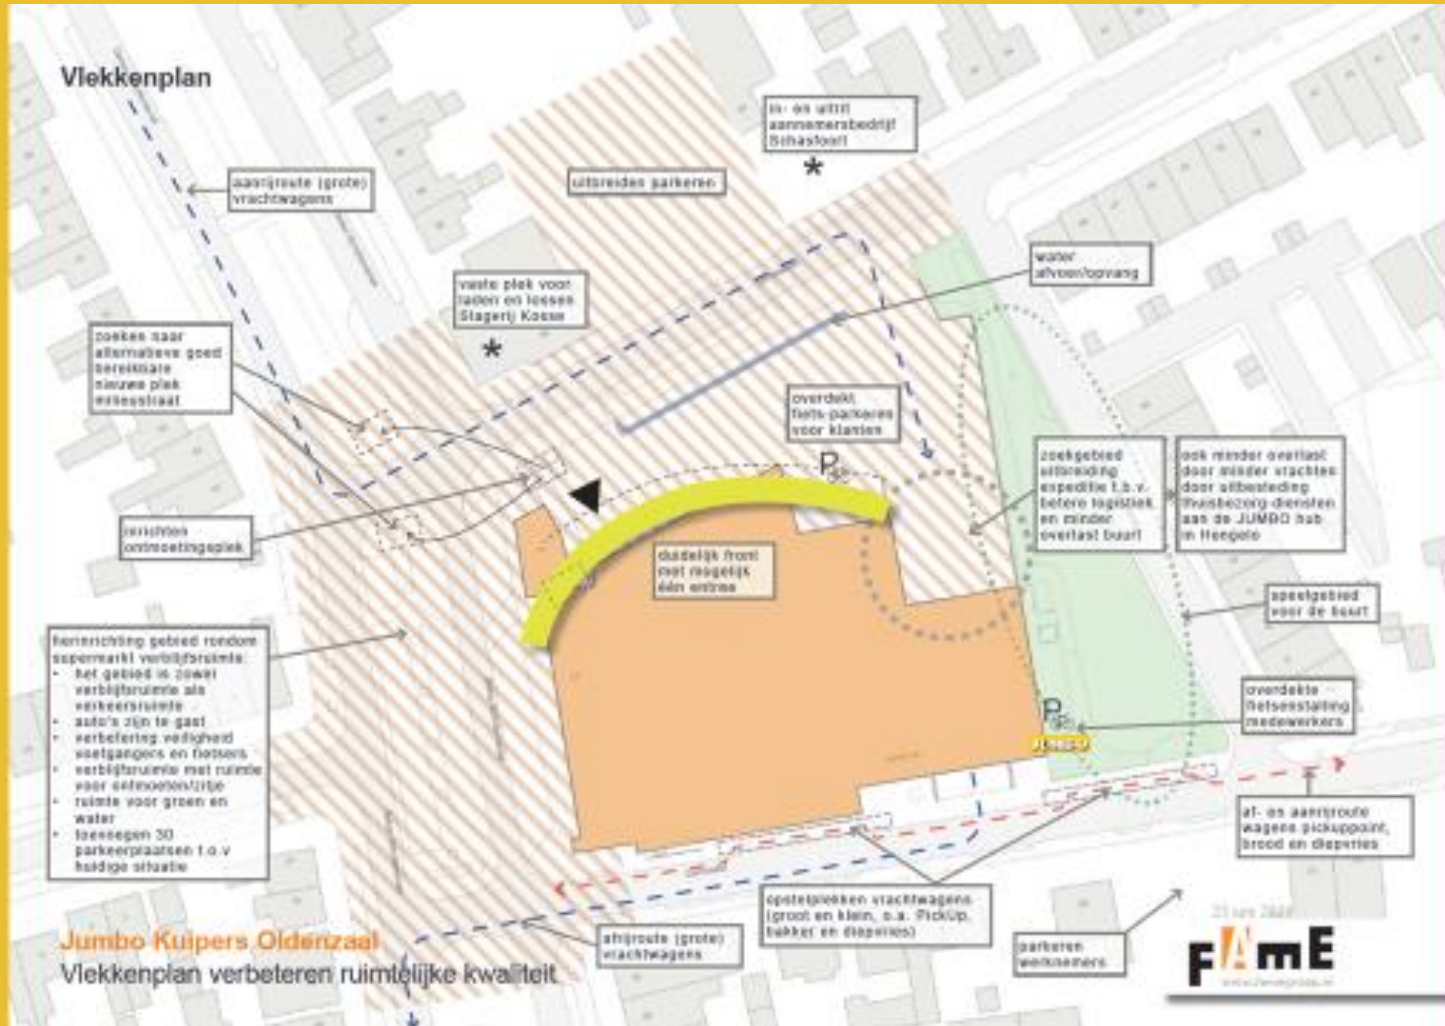 Vlekkenplan
in- en uitrit
aannemersbedrijf
Schasfoort
aanrijroute (grote)
vrachtwagens
uitbreiden parkeren
water
afvoer/opvang
vaste plek voor
laden en lossen
Slagerij Kosse
zoeken naar
alternatieve goed
bereikbare
nieuwe plek
milieustraat
overdekt
fiets-parkeren
voor klanten
P
zoekgebied
uitbreiding
expeditie t.b.v.
betere logistiek
en minder
overlast buurt
ook minder overlast
door minder vrachten
door uitbesteding
thuisbezorg-diensten
aan de JUMBO hub
in Hengelo
inrichten
ontmoetingsplek
duidelijk front
met mogelijk
één entree
speelgebied
voor de buurt
herinrichting gebied rondom
supermarkt verblijfsruimte:
• het gebied is zowel
verblijfsruimte als
verkeersruimte
• auto's zijn te gast
• verbetering veiligheid
voetgangers en fietsers
• verblijfsruimte met ruimte
voor ontmoeten/zitje
• ruimte voor groen en
water
• toevoegen 30
parkeerplaatsen t.o.v
huidige situatie
overdekte
fietsenstalling
medewerkers
P
JUMBO
af- en aanrijroute
wagens pickuppoint,
brood en diepvries
opstelplekken vrachtwagens
(groot en klein, o.a. PickUp,
bakker en diepvries)
afrijroute (grote)
vrachtwagens
parkeren
werknemers
Jumbo Kuipers Oldenzaal
Vlekkenplan verbeteren ruimtelijke kwaliteit
FAmE